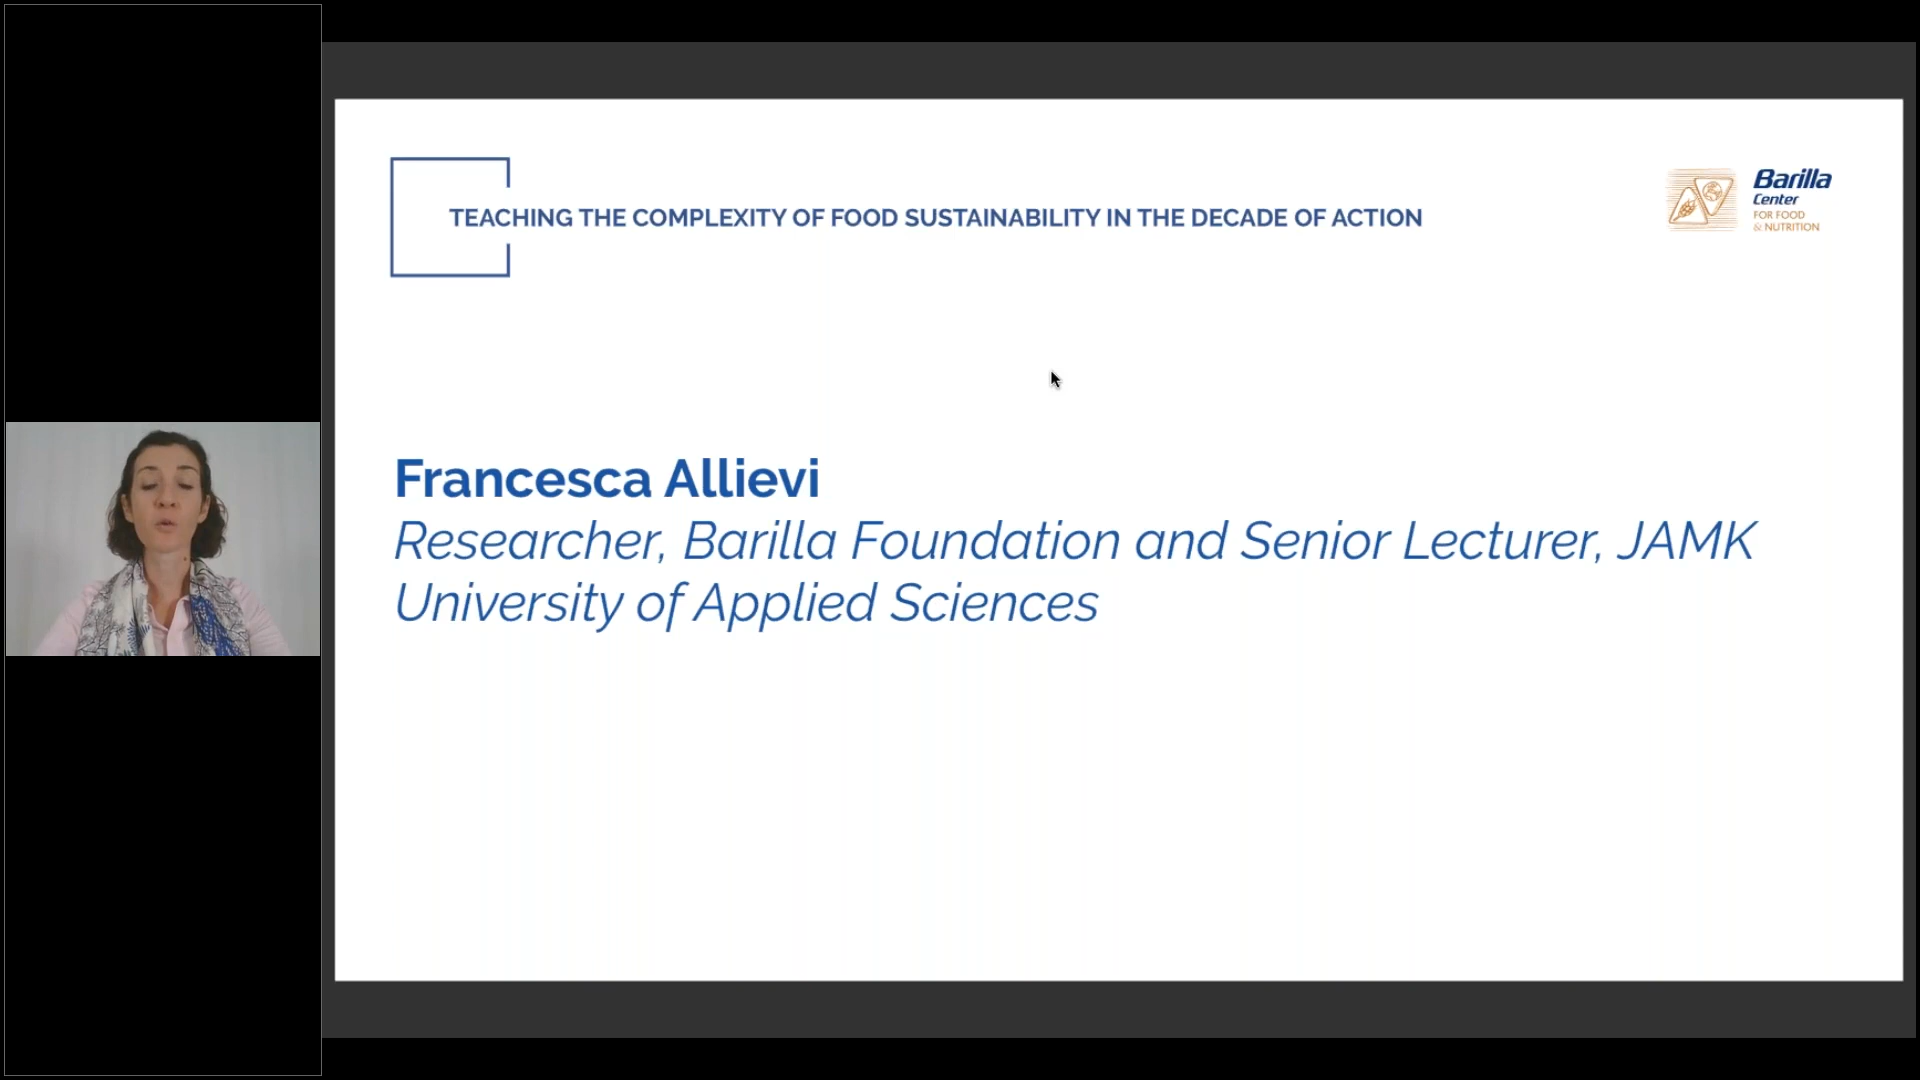 TEACHING THE COMPLEXITY OF FOOD SUSTAINABILITY IN THE DECADE OF ACTION
Barilla
Center
FOR FOOD
& NUTRITION
Francesca Allievi
Researcher, Barilla Foundation and Senior Lecturer, JAMK
University of Applied Sciences